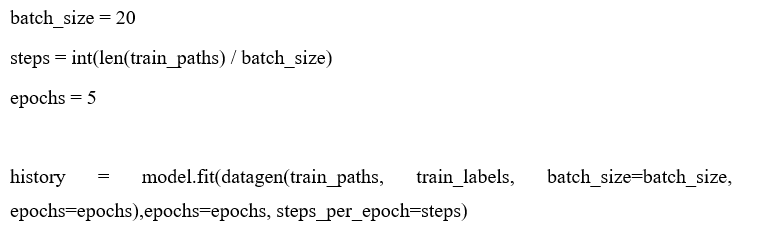 batch_size = 20
steps = int(len(train_paths) / batch_size)
epochs = 5
history = model.fit(datagen(train_paths, train_labels, batch_size=batch_size,
epochs=epochs),epochs=epochs, steps_per_epoch=steps)